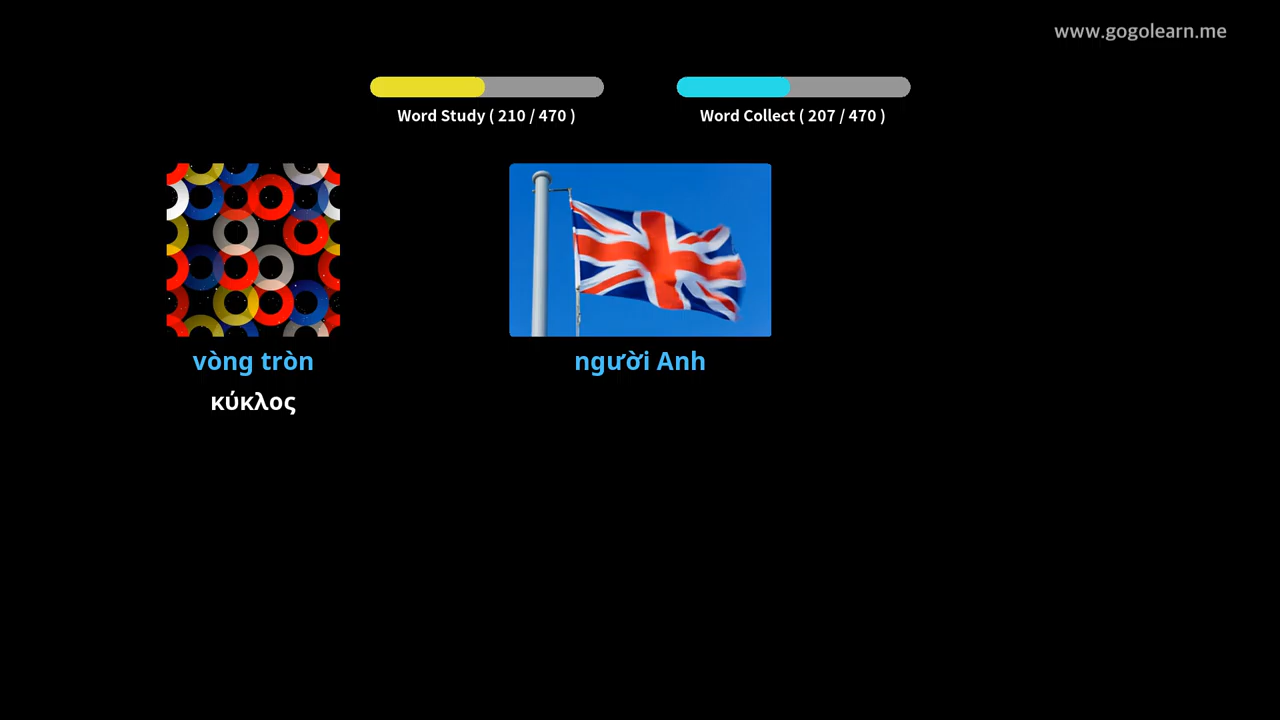 www.gogolearn.me
Word Study ( 210 / 470 )
Word Collect ( 207 / 470 )
vòng tròn
κύκλος
người Anh